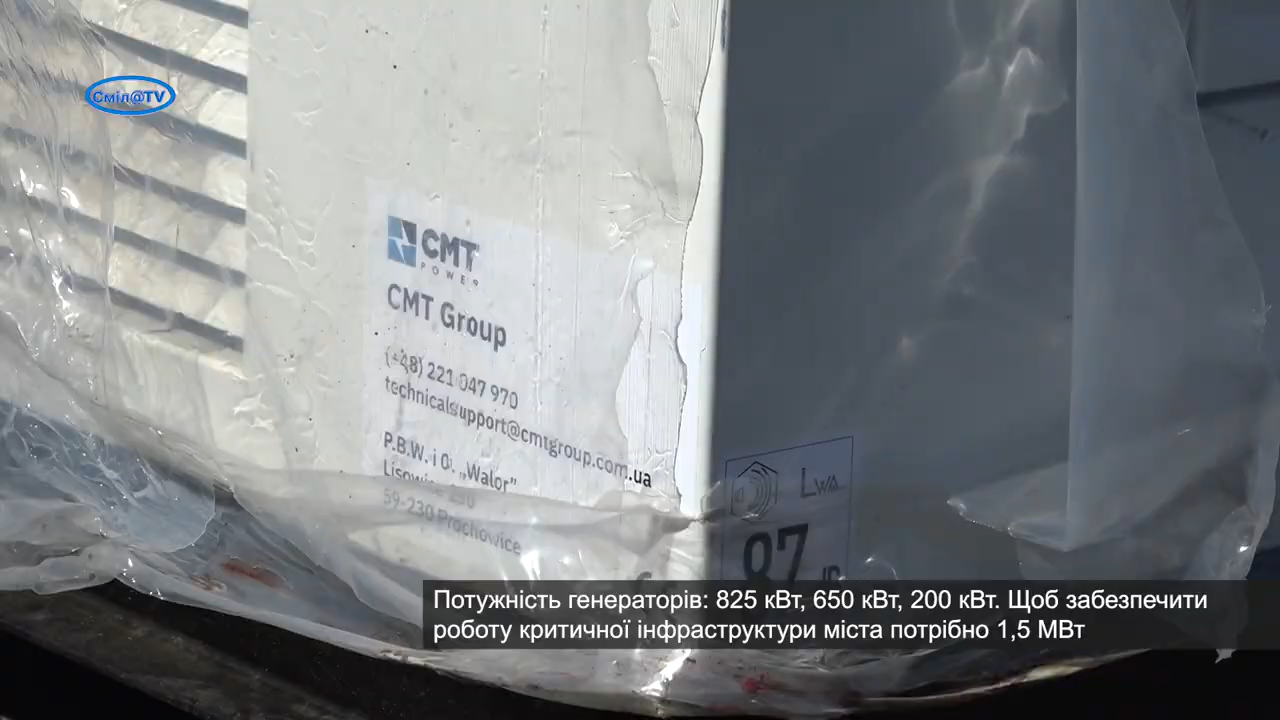 Сміл@TV
CMT
POWER
CMT Group
(+48) 221 047 970
technicalsupport@cmtgroup.com.ua
P.B.W. i O. „Walor”
59-230 Prochowice
LWA
97
Потужність генераторів: 825 кВт, 650 кВт, 200 кВт. Щоб забезпечити
роботу критичної інфраструктури міста потрібно 1,5 МВт